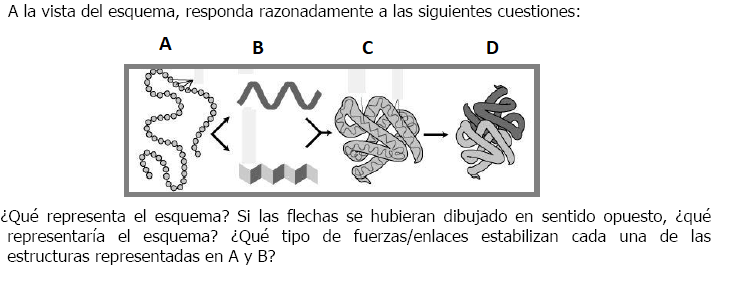 A la vista del esquema, responda razonadamente a las siguientes cuestiones:
A B C D
¿Qué representa el esquema? Si las flechas se hubieran dibujado en sentido opuesto, ¿qué
representaría el esquema? ¿Qué tipo de fuerzas/enlaces estabilizan cada una de las
estructuras representadas en A y B?